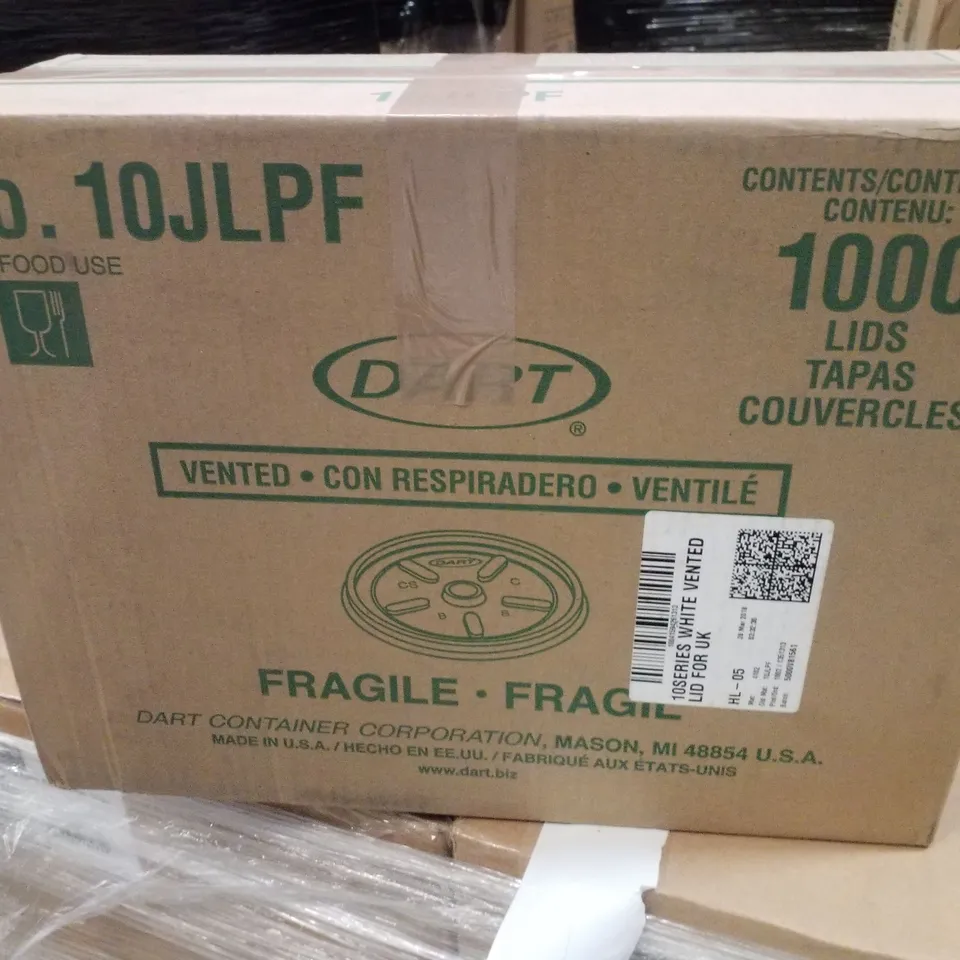 10JLPF
FOOD USE
CONTENTS/
CONTENU:
1000
LIDS
TAPAS
COUVERCLES
DART
®
VENTED • CON RESPIRADERO • VENTILÉ
DART
CS
C
B
FRAGILE • FRAGIL
DART CONTAINER CORPORATION, MASON, MI 48854 U.S.A.
MADE IN U.S.A. / HECHO EN EE.UU. / FABRIQUÉ AUX ÉTATS-UNIS
www.dart.biz
10SERIES WHITE VENTED
LID FOR UK
HL-05